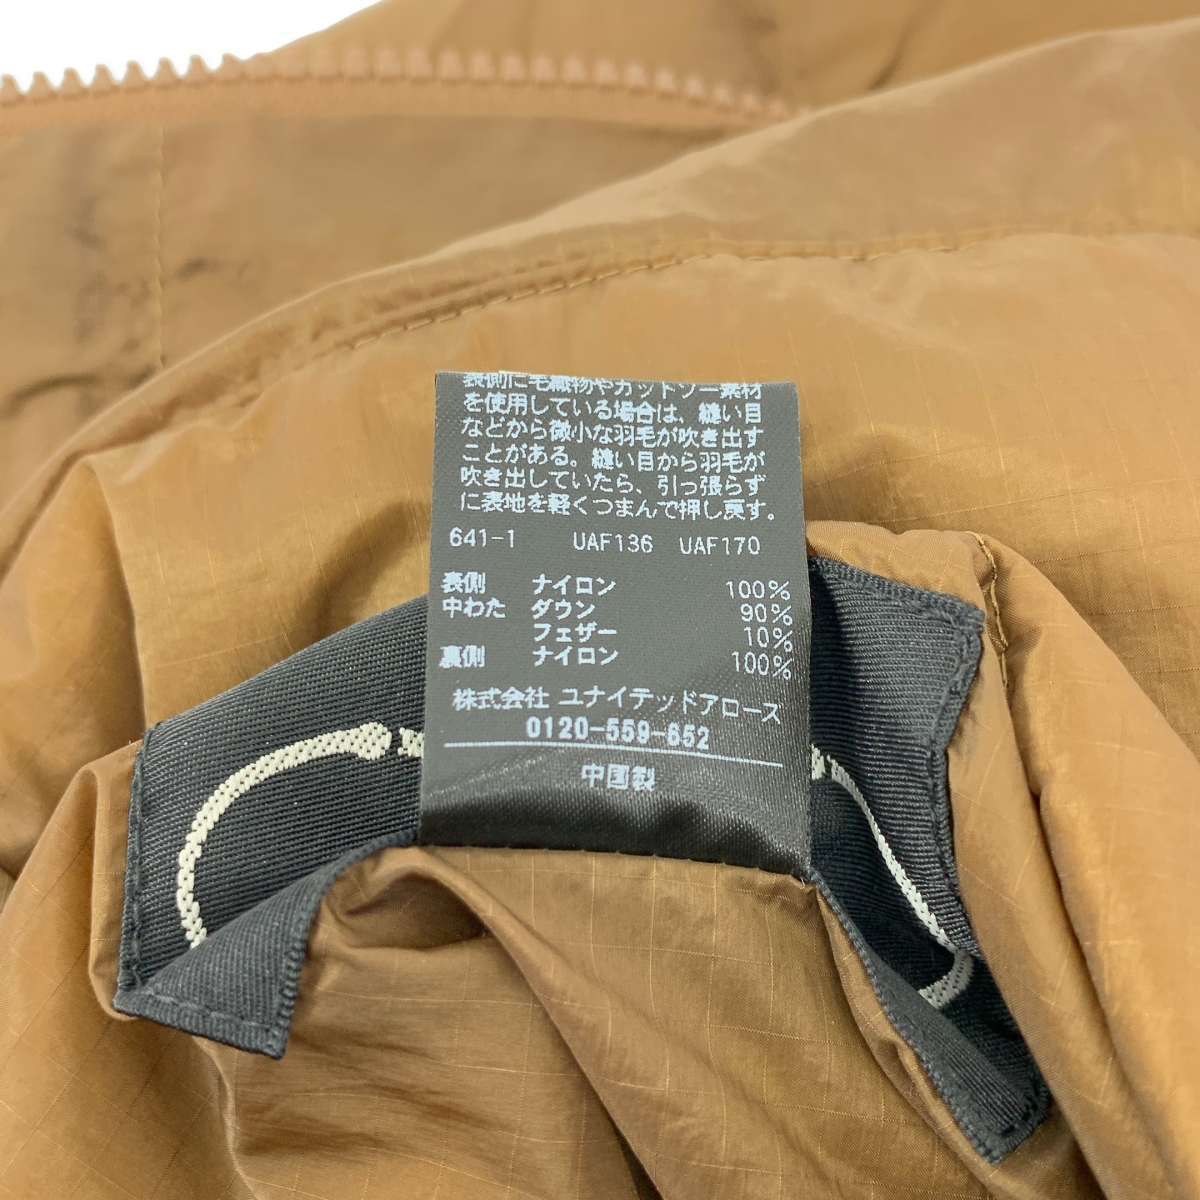 表側に毛織物やカットソー素材
を使用している場合は、縫い目
などから微小な羽毛が吹き出す
ことがある。縫い目から羽毛が
吹き出していたら、引っ張らず
に表地を軽くつまんで押し戻す。
641-1 UAF136 UAF170
表側 ナイロン 100%
中わた ダウン 90%
フェザー 10%
裏側 ナイロン 100%
株式会社 ユナイテッドアローズ
0120-559-652
中国製